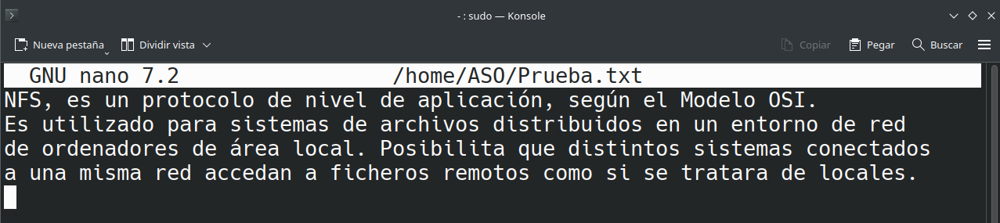 - : sudo — Konsole
Nueva pestaña Dividir vista Copiar Pegar Buscar
GNU nano 7.2 /home/ASO/Prueba.txt
NFS, es un protocolo de nivel de aplicación, según el Modelo OSI.
Es utilizado para sistemas de archivos distribuidos en un entorno de red
de ordenadores de área local. Posibilita que distintos sistemas conectados
a una misma red accedan a ficheros remotos como si se tratara de locales.